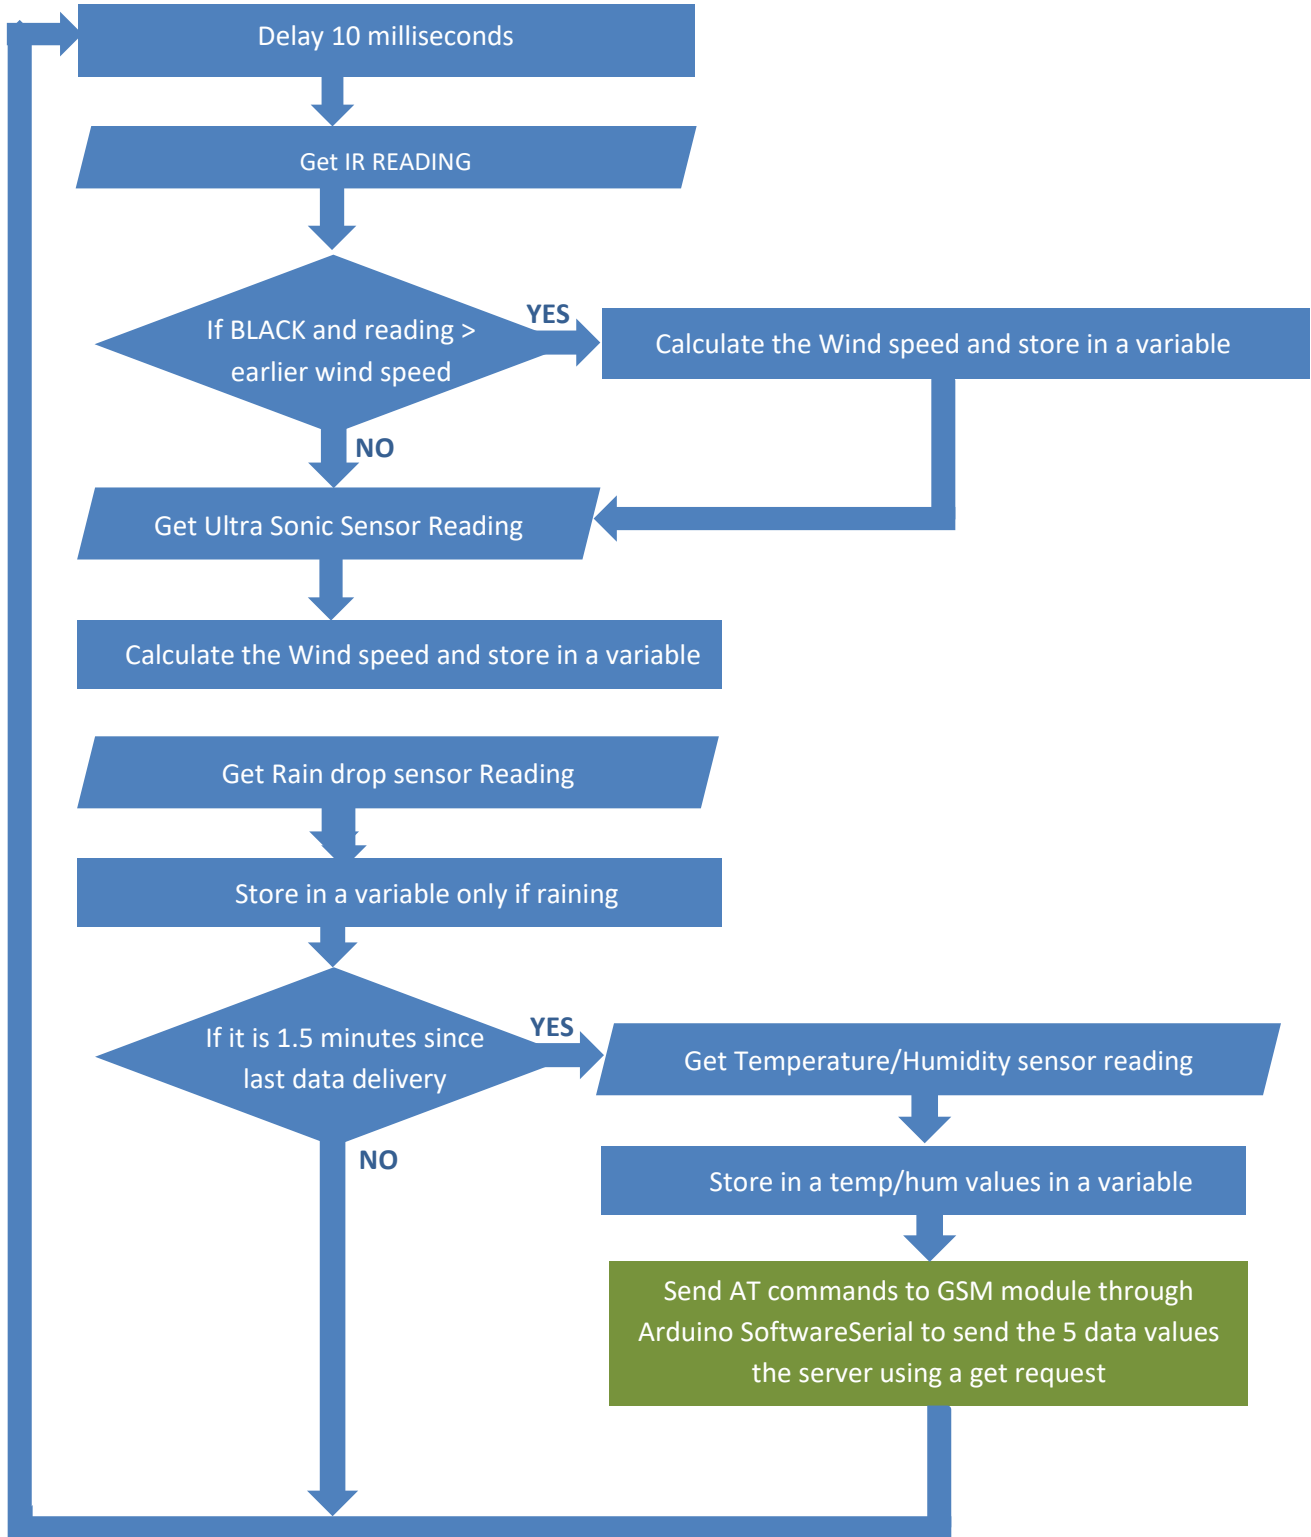 Delay 10 milliseconds
Get IR READING
If BLACK and reading >
earlier wind speed
YES
Calculate the Wind speed and store in a variable
NO
Get Ultra Sonic Sensor Reading
Calculate the Wind speed and store in a variable
Get Rain drop sensor Reading
Store in a variable only if raining
If it is 1.5 minutes since
last data delivery
YES
Get Temperature/Humidity sensor reading
NO
Store in a temp/hum values in a variable
Send AT commands to GSM module through
Arduino SoftwareSerial to send the 5 data values
the server using a get request